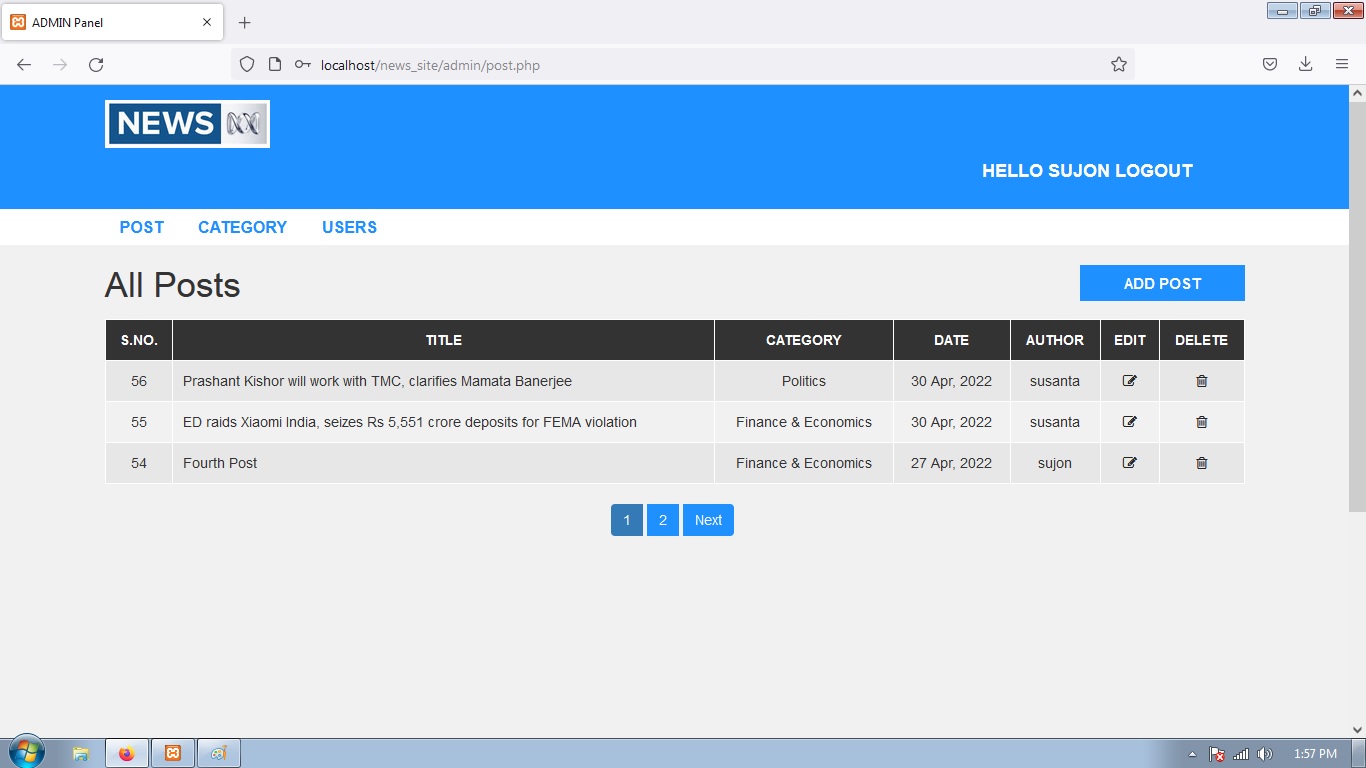 ADMIN Panel
localhost/news_site/admin/post.php
NEWS
HELLO SUJON LOGOUT
POST CATEGORY USERS
All Posts
ADD POST
S.NO. TITLE CATEGORY DATE AUTHOR EDIT DELETE
56 Prashant Kishor will work with TMC, clarifies Mamata Banerjee Politics 30 Apr, 2022 susanta
55 ED raids Xiaomi India, seizes Rs 5,551 crore deposits for FEMA violation Finance & Economics 30 Apr, 2022 susanta
54 Fourth Post Finance & Economics 27 Apr, 2022 sujon
1 2 Next
1:57 PM